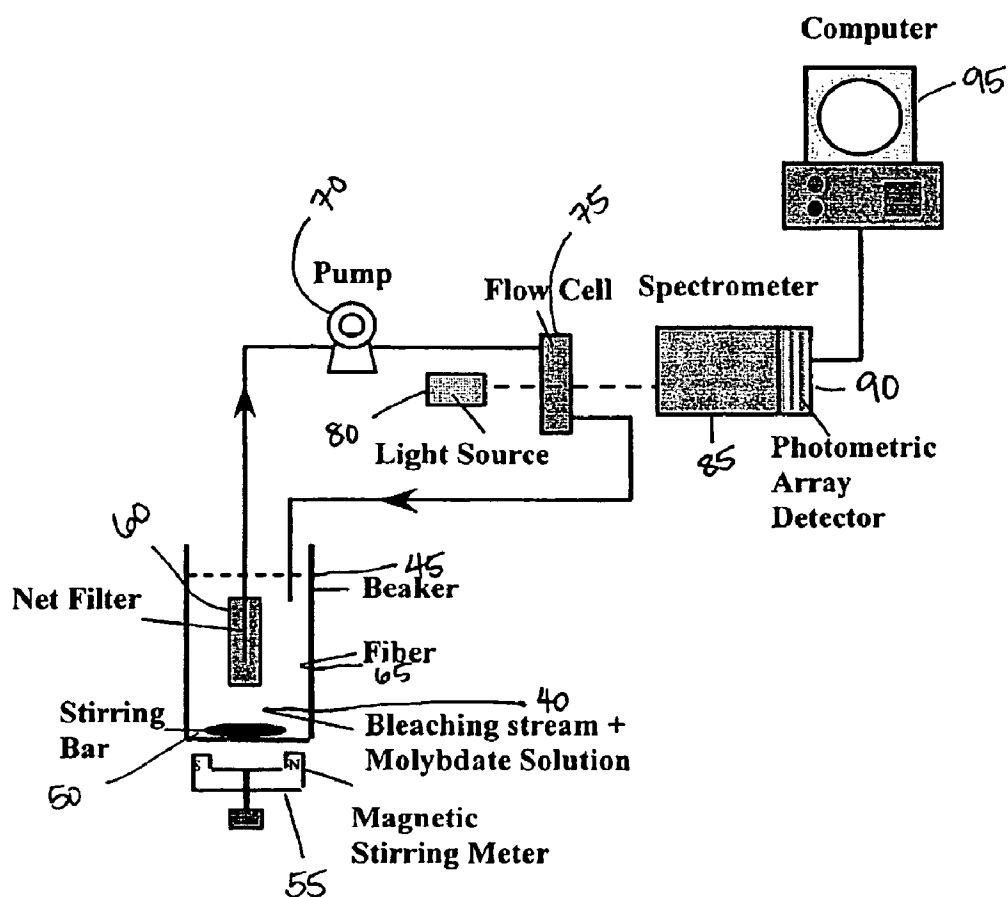 Computer
95
70
75
Pump
Flow Cell
Spectrometer
80
Light Source
85
90
Photometric
Array
Detector
60
45
Beaker
Net Filter
Fiber
65
40
Stirring
Bar
Bleaching stream +
Molybdate Solution
50
S
N
Magnetic
Stirring Meter
55